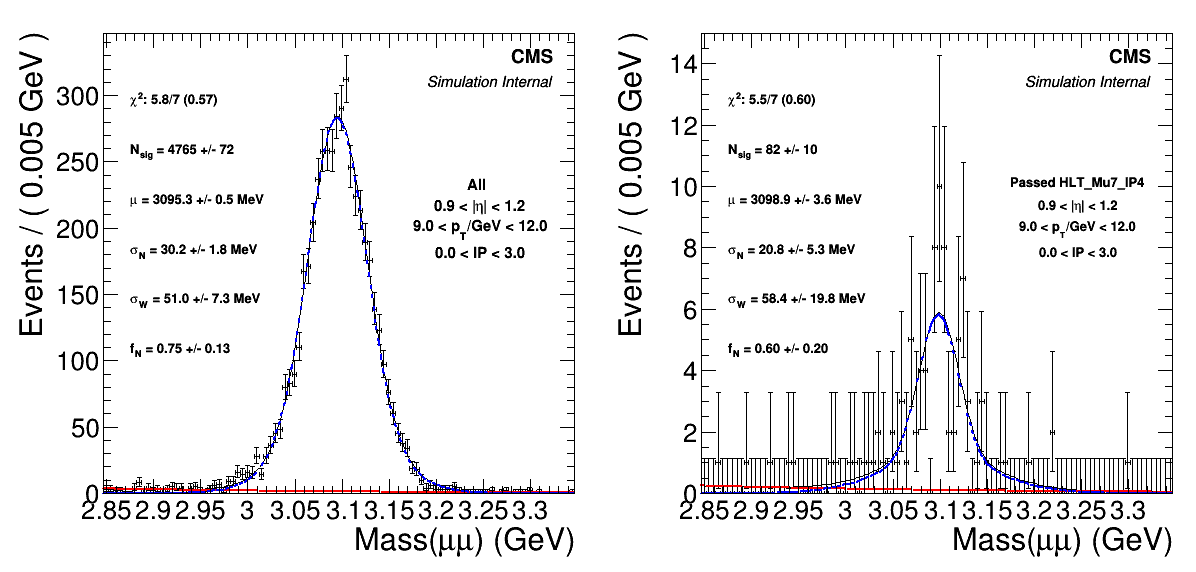 CMS
Simulation Internal
χ²: 5.8/7 (0.57)
N_sig = 4765 +/- 72
μ = 3095.3 +/- 0.5 MeV
σ_N = 30.2 +/- 1.8 MeV
σ_W = 51.0 +/- 7.3 MeV
f_N = 0.75 +/- 0.13
All
0.9 < |η| < 1.2
9.0 < p_T/GeV < 12.0
0.0 < IP < 3.0
Events / ( 0.005 GeV )
300
250
200
150
100
50
0
2.85 2.9 2.95 3 3.05 3.1 3.15 3.2 3.25 3.3
Mass(μμ) (GeV)
CMS
Simulation Internal
χ²: 5.5/7 (0.60)
N_sig = 82 +/- 10
μ = 3098.9 +/- 3.6 MeV
σ_N = 20.8 +/- 5.3 MeV
σ_W = 58.4 +/- 19.8 MeV
f_N = 0.60 +/- 0.20
Passed HLT_Mu7_IP4
0.9 < |η| < 1.2
9.0 < p_T/GeV < 12.0
0.0 < IP < 3.0
Events / ( 0.005 GeV )
14
12
10
8
6
4
2
0
2.85 2.9 2.95 3 3.05 3.1 3.15 3.2 3.25 3.3
Mass(μμ) (GeV)